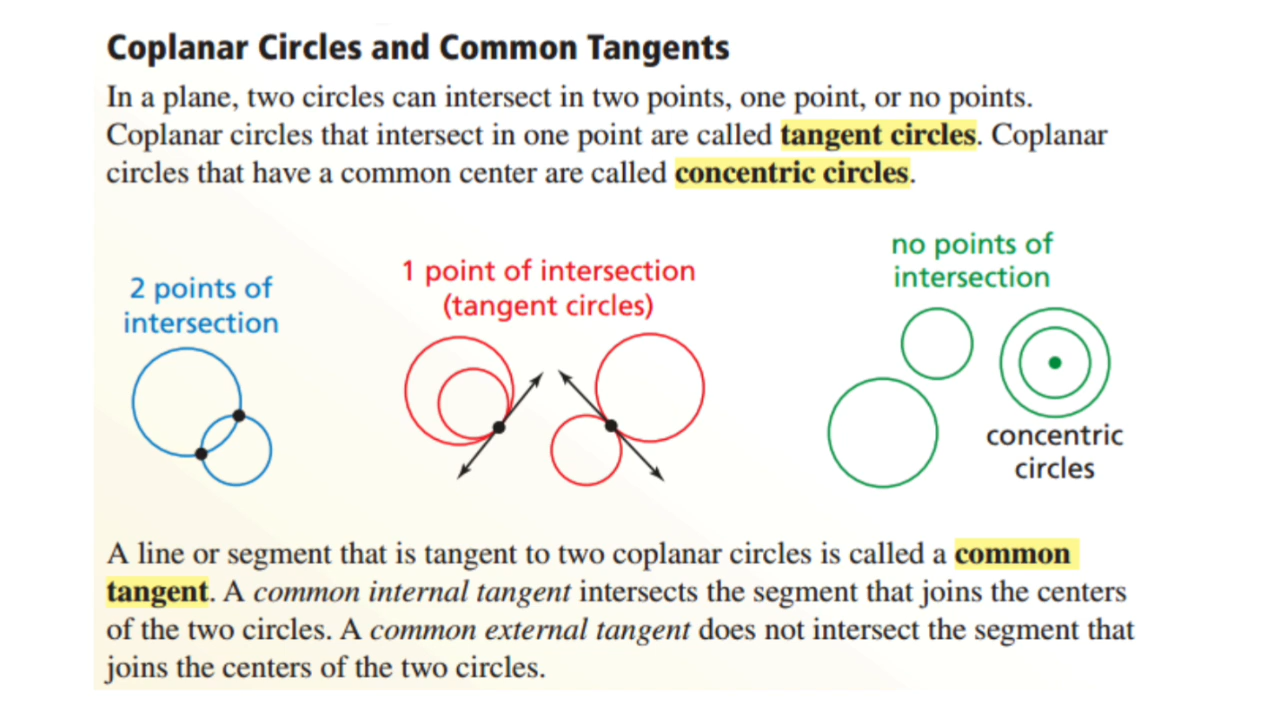 Coplanar Circles and Common Tangents
In a plane, two circles can intersect in two points, one point, or no points.
Coplanar circles that intersect in one point are called tangent circles. Coplanar
circles that have a common center are called concentric circles.
2 points of
intersection
1 point of intersection
(tangent circles)
no points of
intersection
concentric
circles
A line or segment that is tangent to two coplanar circles is called a common
tangent. A common internal tangent intersects the segment that joins the centers
of the two circles. A common external tangent does not intersect the segment that
joins the centers of the two circles.